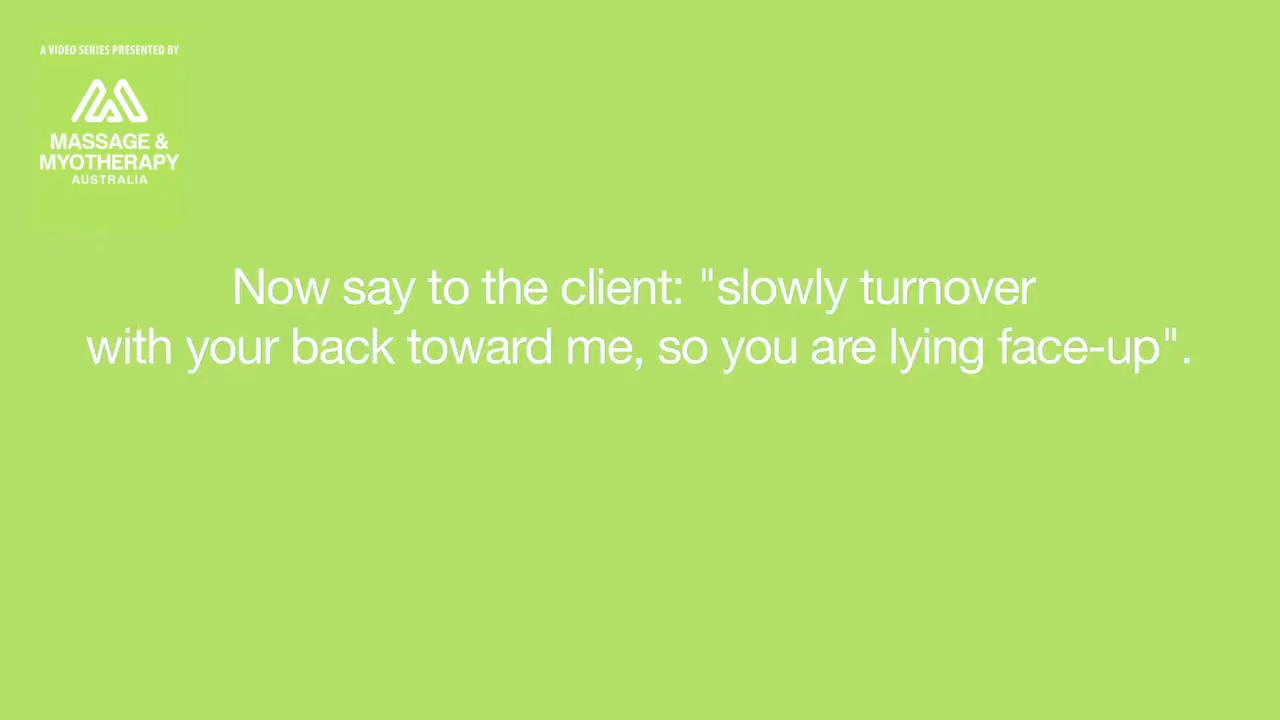 A VIDEO SERIES PRESENTED BY
MASSAGE &
MYOTHERAPY
AUSTRALIA
Now say to the client: "slowly turnover
with your back toward me, so you are lying face-up".